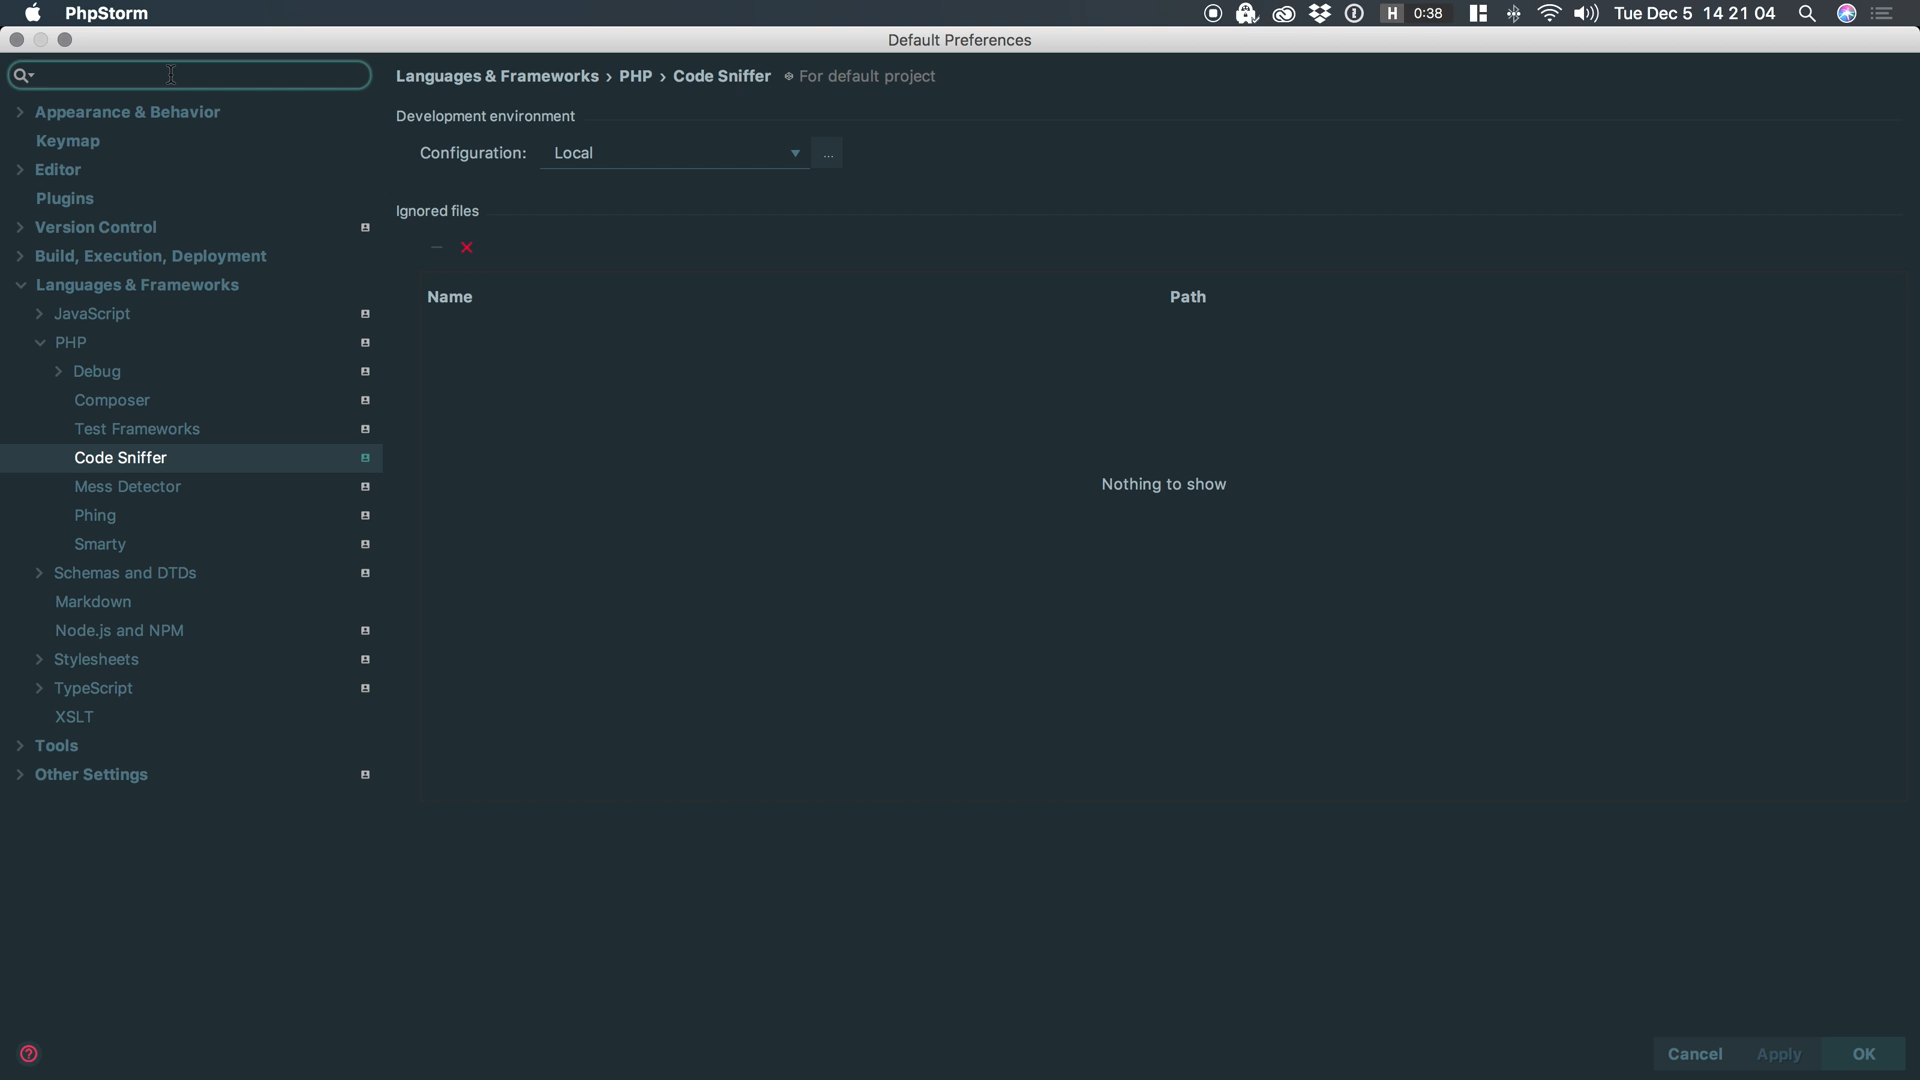 PhpStorm
H 0:38
Tue Dec 5 14 21 04
Default Preferences
Languages & Frameworks › PHP › Code Sniffer For default project
Development environment
Configuration: Local ...
Ignored files
Name Path
Nothing to show
Appearance & Behavior
Keymap
Editor
Plugins
Version Control
Build, Execution, Deployment
Languages & Frameworks
JavaScript
PHP
Debug
Composer
Test Frameworks
Code Sniffer
Mess Detector
Phing
Smarty
Schemas and DTDs
Markdown
Node.js and NPM
Stylesheets
TypeScript
XSLT
Tools
Other Settings
?
Cancel Apply OK